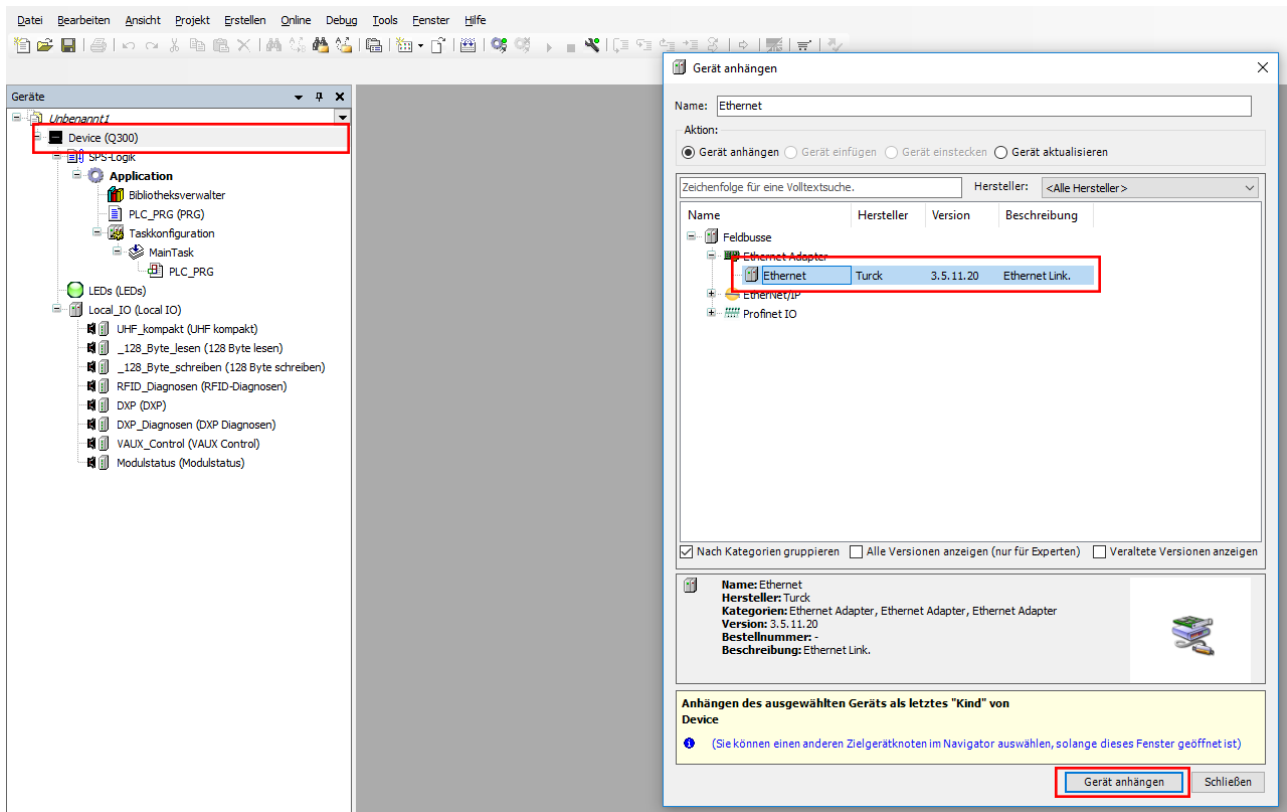 Datei Bearbeiten Ansicht Projekt Erstellen Online Debug Tools Fenster Hilfe
Geräte
Unbenannt1
Device (Q300)
SPS-Logik
Application
Bibliotheksverwalter
PLC_PRG (PRG)
Taskkonfiguration
MainTask
PLC_PRG
LEDs (LEDs)
Local_IO (Local IO)
UHF_kompakt (UHF kompakt)
_128_Byte_lesen (128 Byte lesen)
_128_Byte_schreiben (128 Byte schreiben)
RFID_Diagnosen (RFID-Diagnosen)
DXP (DXP)
DXP_Diagnosen (DXP Diagnosen)
VAUX_Control (VAUX Control)
Modulstatus (Modulstatus)
Gerät anhängen
Name: Ethernet
Aktion:
Gerät anhängen Gerät einfügen Gerät einstecken Gerät aktualisieren
Zeichenfolge für eine Volltextsuche. Hersteller: <Alle Hersteller>
Name Hersteller Version Beschreibung
Feldbusse
Ethernet Adapter
Ethernet Turck 3.5.11.20 Ethernet Link.
EtherNet/IP
Profinet IO
Nach Kategorien gruppieren Alle Versionen anzeigen (nur für Experten) Veraltete Versionen anzeigen
Name: Ethernet
Hersteller: Turck
Kategorien: Ethernet Adapter, Ethernet Adapter, Ethernet Adapter
Version: 3.5.11.20
Bestellnummer: -
Beschreibung: Ethernet Link.
Anhängen des ausgewählten Geräts als letztes "Kind" von
Device
(Sie können einen anderen Zielgerätknoten im Navigator auswählen, solange dieses Fenster geöffnet ist)
Gerät anhängen Schließen